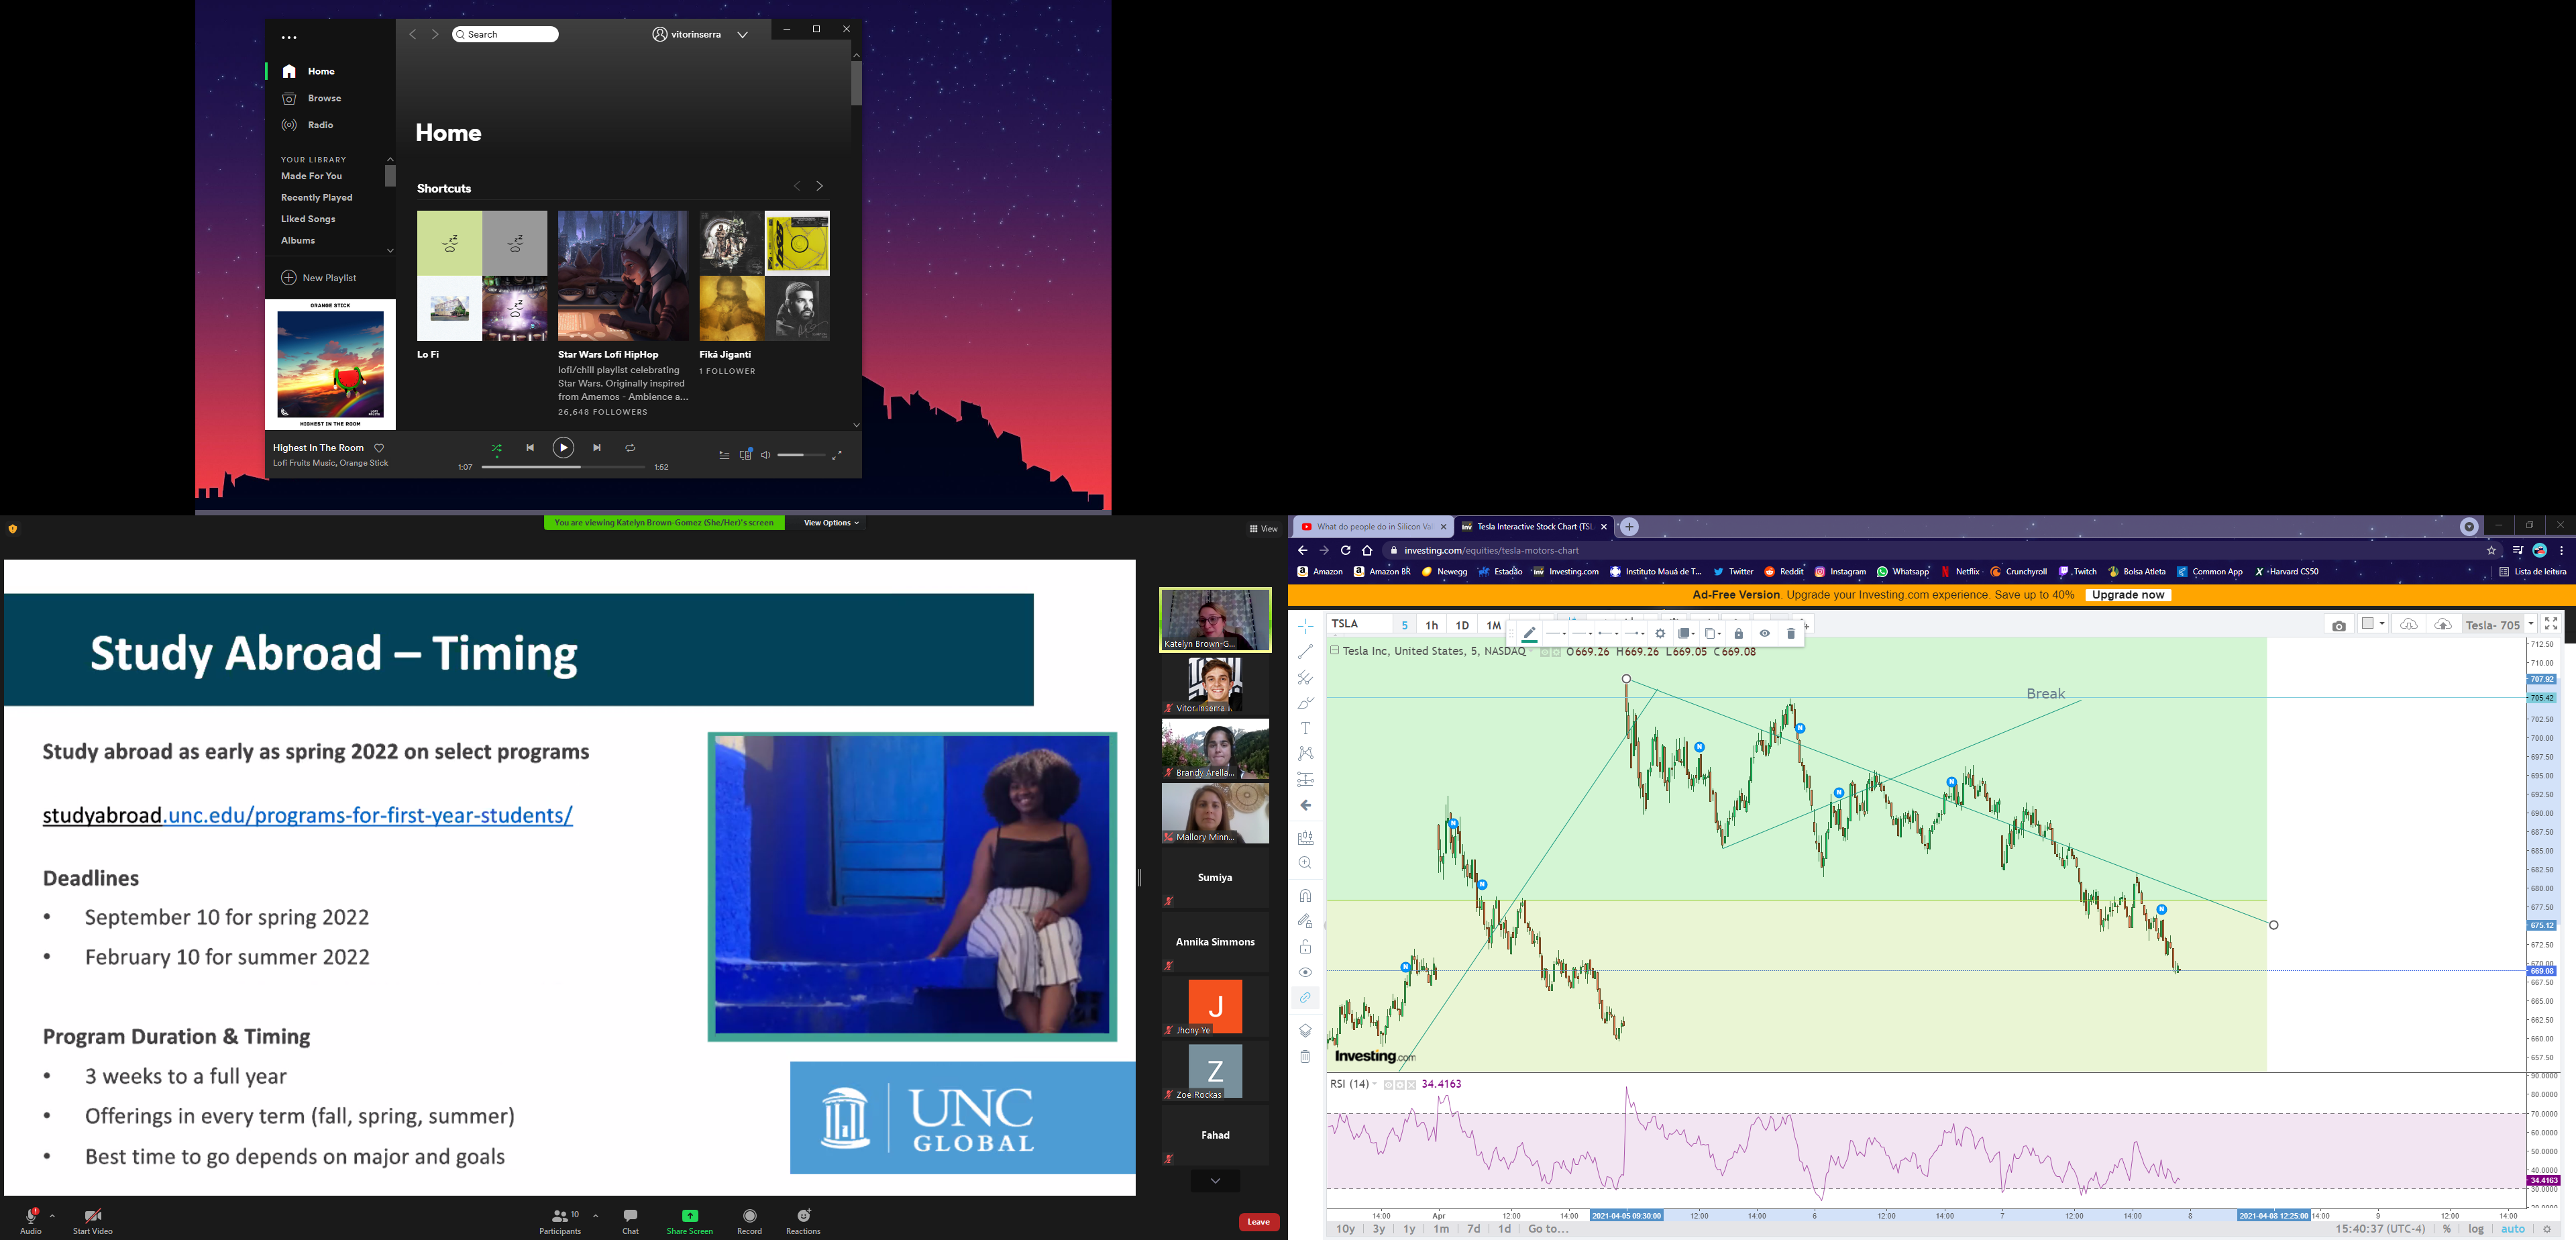 Search
vitorinserra
Home
Browse
Radio
YOUR LIBRARY
Made For You
Recently Played
Liked Songs
Albums
New Playlist
Home
Shortcuts
Lo Fi
Star Wars Lofi HipHop
lofi/chill playlist celebrating
Star Wars. Originally inspired
from Amemos - Ambience a...
26,648 FOLLOWERS
Fiká Jiganti
1 FOLLOWER
ORANGE STICK
HIGHEST IN THE ROOM
Highest In The Room
Lofi Fruits Music, Orange Stick
1:07
1:52
You are viewing Katelyn Brown-Gomez (She/Her)'s screen
View Options
View
Study Abroad – Timing
Study abroad as early as spring 2022 on select programs
studyabroad.unc.edu/programs-for-first-year-students/
Deadlines
• September 10 for spring 2022
• February 10 for summer 2022
Program Duration & Timing
• 3 weeks to a full year
• Offerings in every term (fall, spring, summer)
• Best time to go depends on major and goals
UNC
GLOBAL
Katelyn Brown-G...
Vitor Inserra
Brandy Arella...
Mallory Minn...
Sumiya
Annika Simmons
J
Jhony Ye
Z
Zoe Rockas
Fahad
Audio
Start Video
Participants
10
Chat
Share Screen
Record
Reactions
Leave
What do people do in Silicon Va
Tesla Interactive Stock Chart (TSL
investing.com/equities/tesla-motors-chart
Amazon
Amazon BR
Newegg
Estadão
Investing.com
Instituto Mauá de T...
Twitter
Reddit
Instagram
Whatsapp
Netflix
Crunchyroll
Twitch
Bolsa Atleta
Common App
Harvard CS50
Lista de leitura
Ad-Free Version. Upgrade your Investing.com experience. Save up to 40%
Upgrade now
TSLA
5
1h
1D
1M
Tesla- 705
Tesla Inc, United States, 5, NASDAQ
O669.26 H669.26 L669.05 C669.08
Break
712.50
710.00
707.92
705.42
702.50
700.00
697.50
695.00
692.50
690.00
687.50
685.00
682.50
680.00
677.50
675.12
672.50
670.00
669.08
667.50
665.00
662.50
660.00
657.50
Investing.com
RSI (14)
34.4163
90.0000
80.0000
70.0000
60.0000
50.0000
40.0000
34.4163
30.0000
20.0000
14:00
Apr
12:00
14:00
2021-04-05 09:30:00
12:00
14:00
6
12:00
14:00
7
12:00
14:00
8
2021-04-08 12:25:00
14:00
9
12:00
14:00
10y
3y
1y
1m
7d
1d
Go to...
15:40:37 (UTC-4)
%
log
auto